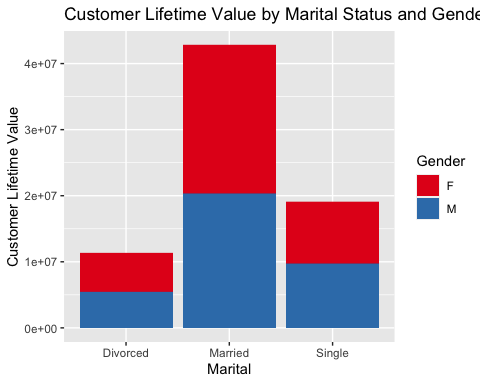 Customer Lifetime Value by Marital Status and Gende
4e+07
3e+07
2e+07
1e+07
0e+00
Customer Lifetime Value
Divorced Married Single
Marital
Gender
F
M